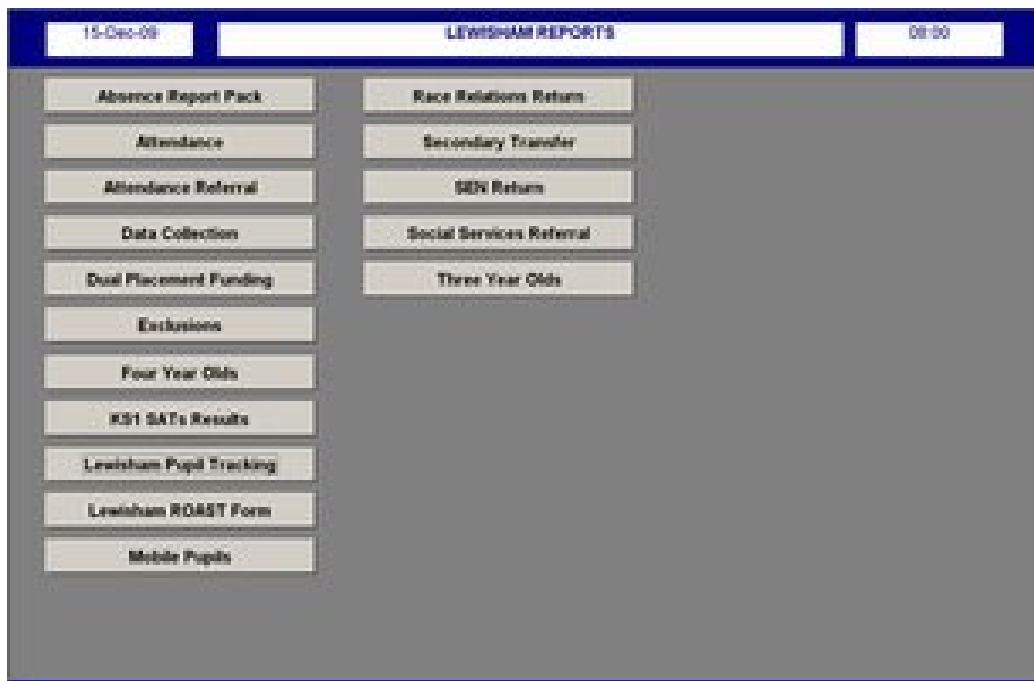 15-Dec-09
LEWISHAM REPORTS
08:00
Absence Report Pack
Attendance
Attendance Referral
Data Collection
Dual Placement Funding
Exclusions
Four Year Olds
KS1 SATs Results
Lewisham Pupil Tracking
Lewisham ROAST Form
Mobile Pupils
Race Relations Return
Secondary Transfer
SEN Return
Social Services Referral
Three Year Olds